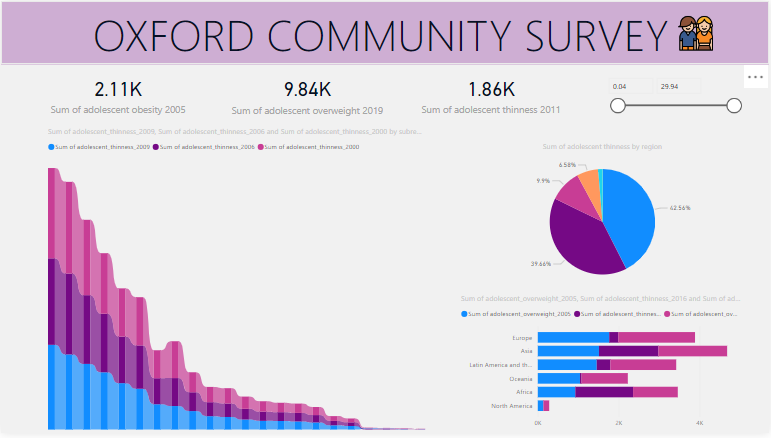 OXFORD COMMUNITY SURVEY
2.11K
Sum of adolescent obesity 2005
9.84K
Sum of adolescent overweight 2019
1.86K
Sum of adolescent thinness 2011
0.04
29.94
Sum of adolescent_thinness_2009, Sum of adolescent_thinness_2006 and Sum of adolescent_thinness_2000 by subre...
Sum of adolescent_thinness_2009
Sum of adolescent_thinness_2006
Sum of adolescent_thinness_2000
Sum of adolescent thinness by region
6.58%
9.9%
42.56%
39.66%
Sum of adolescent_overweight_2005, Sum of adolescent_thinness_2016 and Sum of ad...
Sum of adolescent_overweight_2005
Sum of adolescent_thinnes...
Sum of adolescent_ov...
Europe
Asia
Latin America and th...
Oceania
Africa
North America
0K
2K
4K